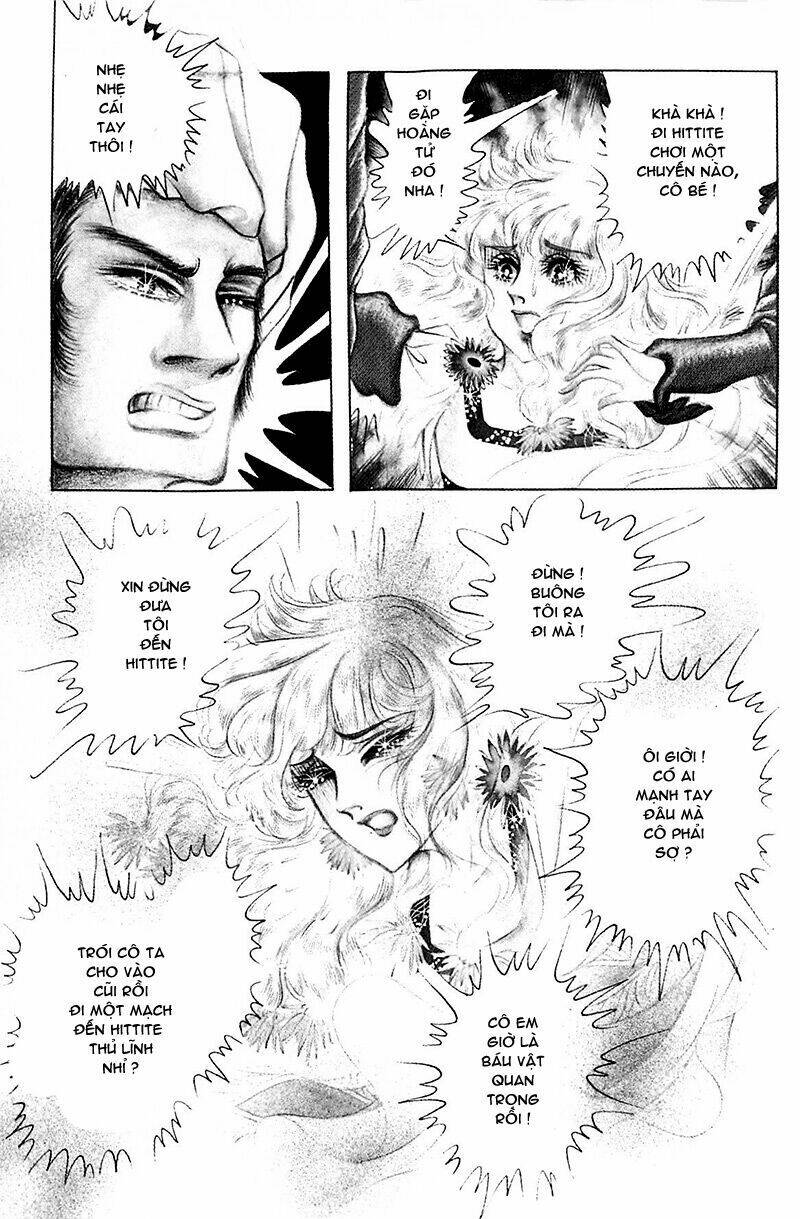 KHÀ KHÀ !
ĐI HITTITE
CHƠI MỘT
CHUYẾN NÀO,
CÔ BÉ !
ĐI
GẶP
HOÀNG
TỬ
ĐÓ
NHA !
NHẸ
NHẸ
CÁI
TAY
THÔI !
ĐỪNG !
BUÔNG
TÔI RA
ĐI MÀ !
XIN ĐỪNG
ĐƯA
TÔI
ĐẾN
HITTITE !
ÔI GIỜI !
CÓ AI
MẠNH TAY
ĐÂU MÀ
CÔ PHẢI
SỢ ?
CÔ EM
GIỜ LÀ
BÁU VẬT
QUAN
TRỌNG
RỒI !
TRÓI CÔ TA
CHO VÀO
CŨI RỒI
ĐI MỘT MẠCH
ĐẾN HITTITE
THỦ LĨNH
NHỈ ?